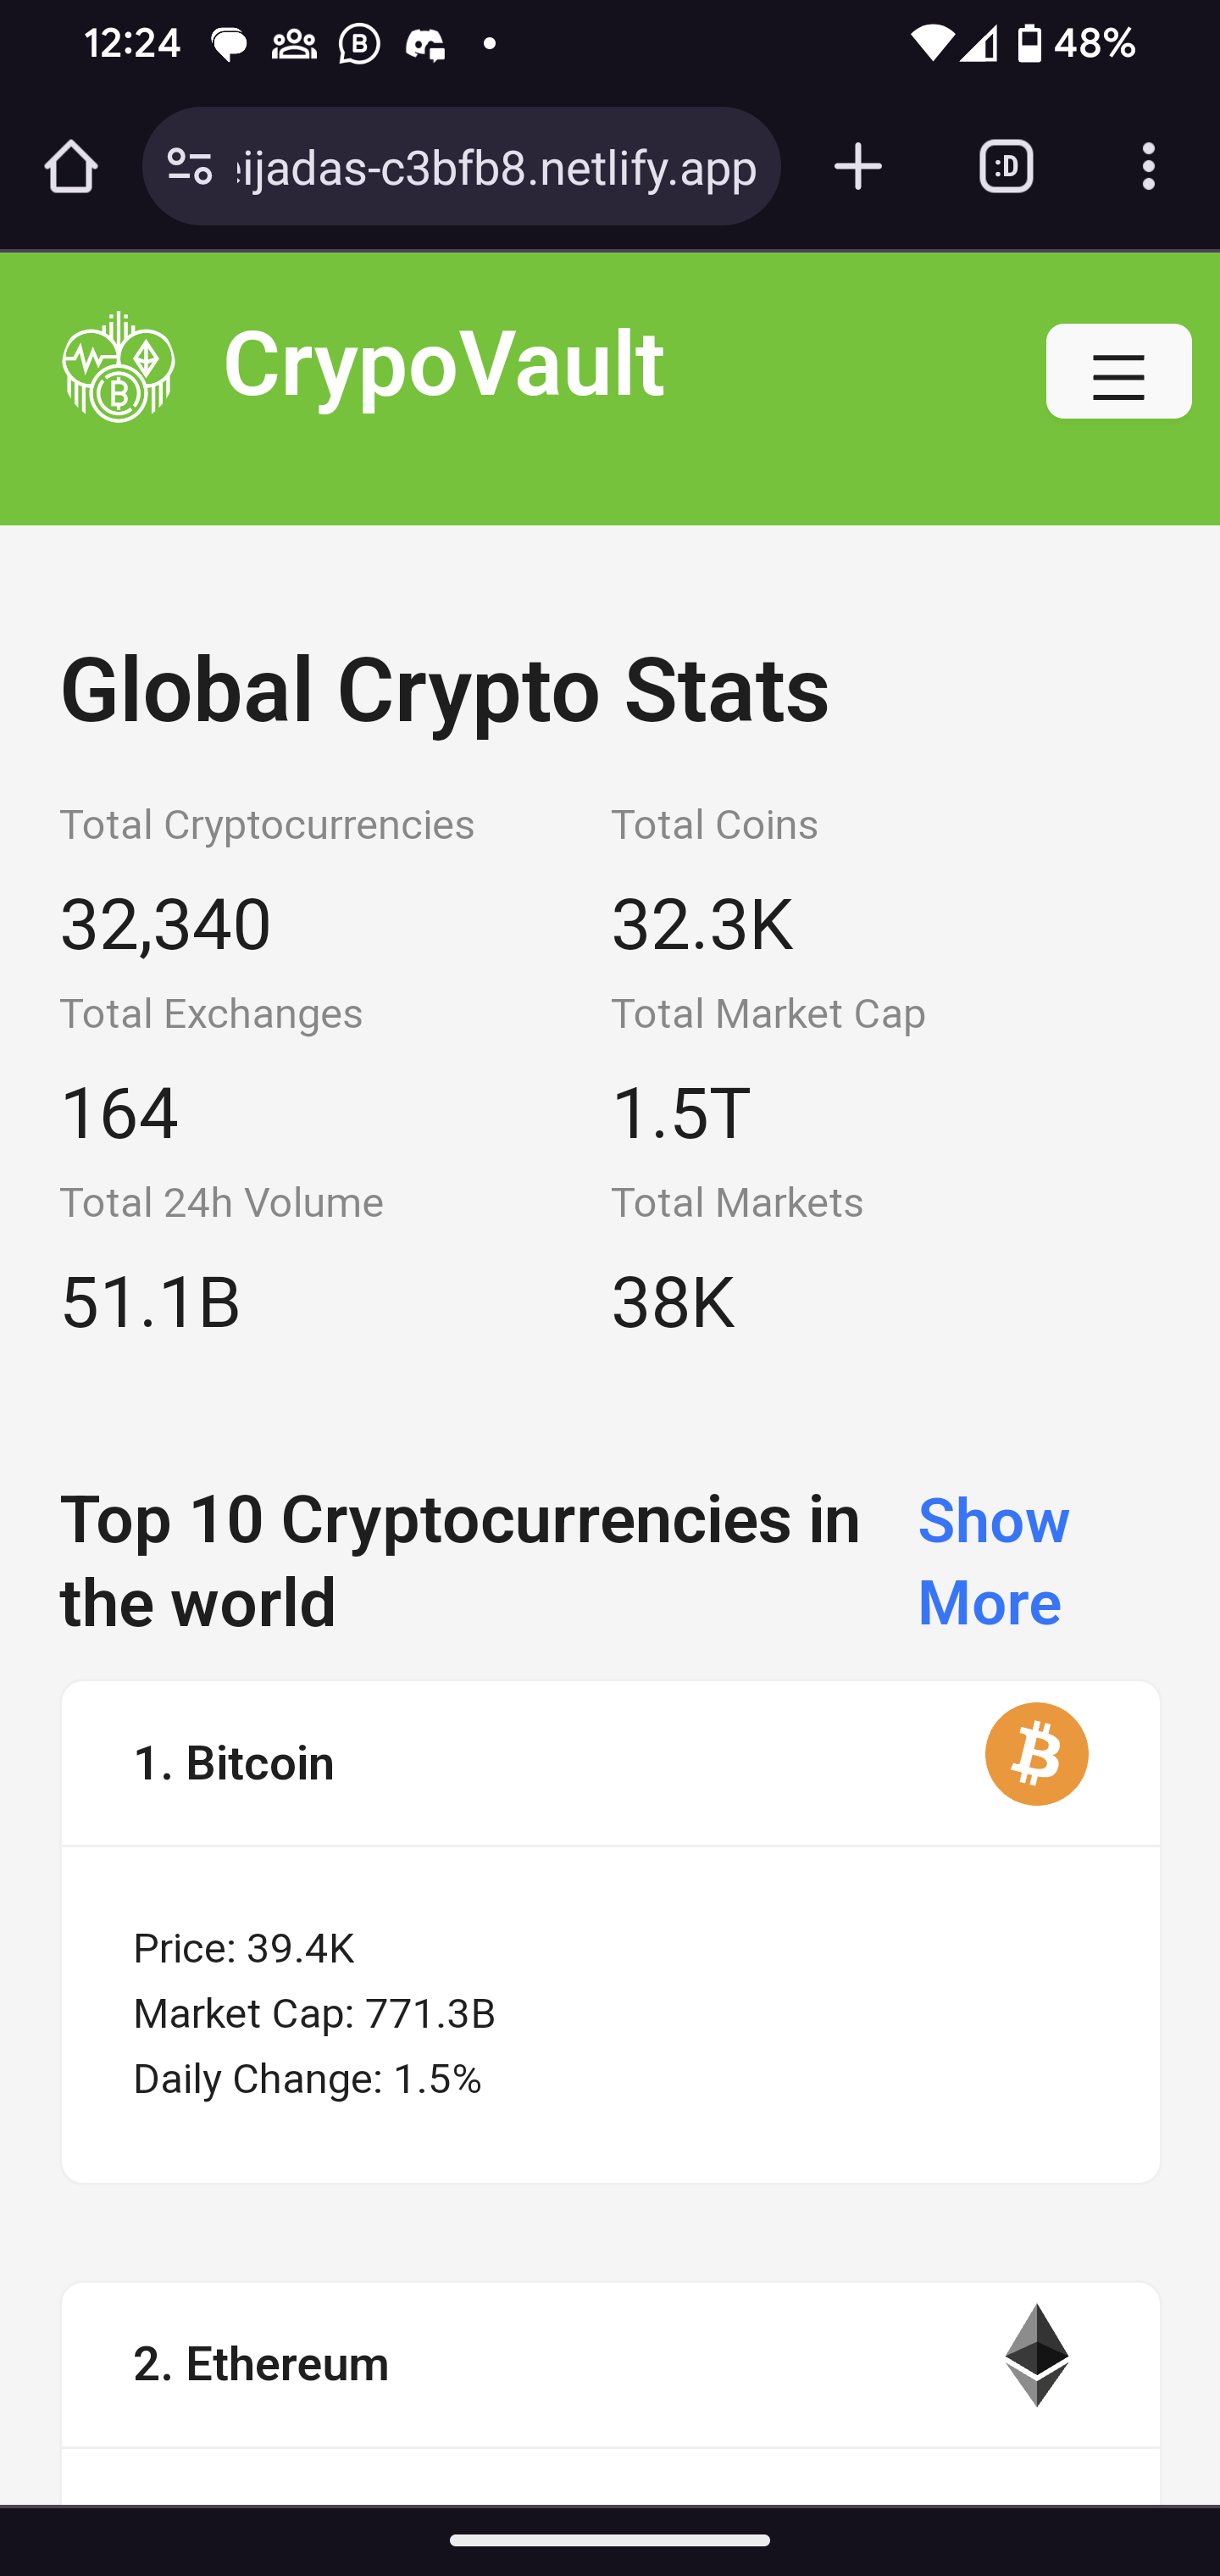 12:24
48%
eijadas-c3bfb8.netlify.app
:D
CrypoVault
Global Crypto Stats
Total Cryptocurrencies
Total Coins
32,340
32.3K
Total Exchanges
Total Market Cap
164
1.5T
Total 24h Volume
Total Markets
51.1B
38K
Top 10 Cryptocurrencies in
the world
Show
More
1. Bitcoin
Price: 39.4K
Market Cap: 771.3B
Daily Change: 1.5%
2. Ethereum